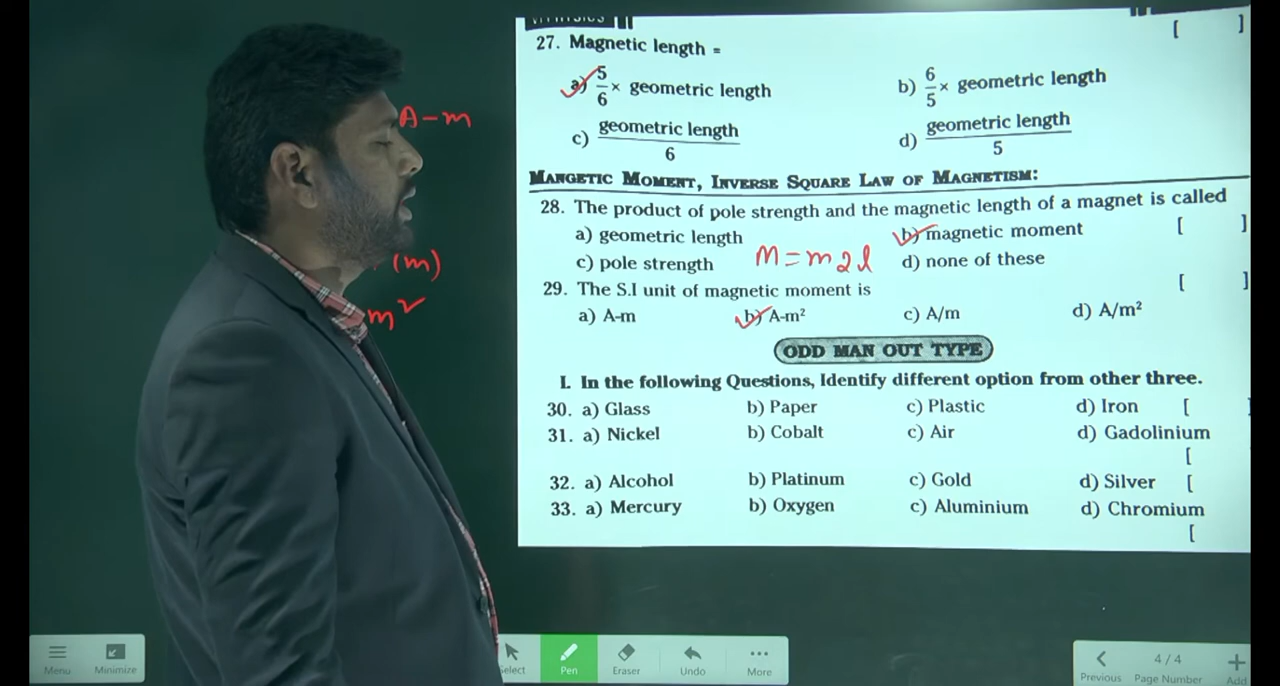 27. Magnetic length = [ ]
a) 5/6 × geometric length b) 6/5 × geometric length
c) geometric length/6 d) geometric length/5
A-m
MANGETIC MOMENT, INVERSE SQUARE LAW OF MAGNETISM:
28. The product of pole strength and the magnetic length of a magnet is called
a) geometric length b) magnetic moment [ ]
c) pole strength M = m 2l d) none of these
(m)
29. The S.I unit of magnetic moment is [ ]
a) A-m b) A-m² c) A/m d) A/m²
m²
ODD MAN OUT TYPE
I. In the following Questions, Identify different option from other three.
30. a) Glass b) Paper c) Plastic d) Iron [ ]
31. a) Nickel b) Cobalt c) Air d) Gadolinium
[
32. a) Alcohol b) Platinum c) Gold d) Silver [
33. a) Mercury b) Oxygen c) Aluminium d) Chromium
[
Menu Minimize Select Pen Eraser Undo More Previous 4 / 4 Page Number Add